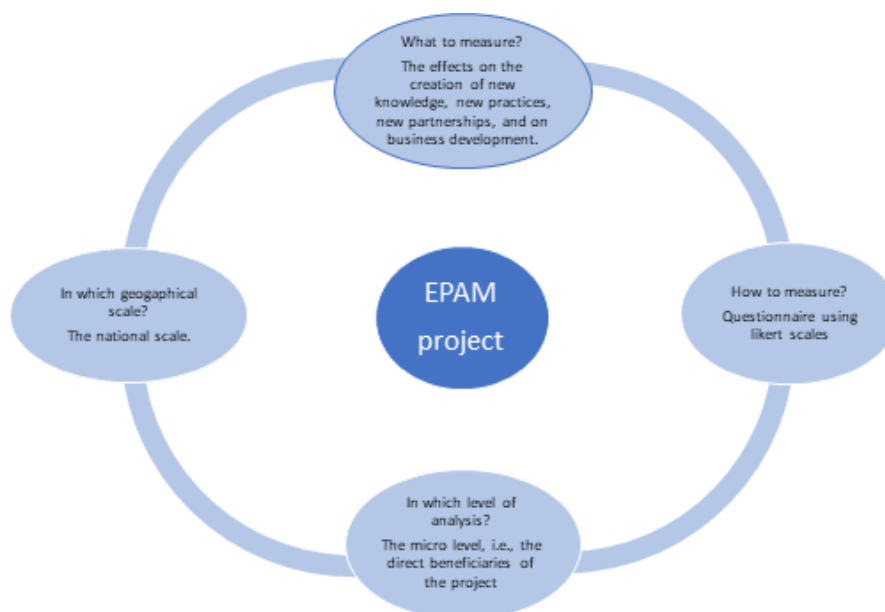 What to measure?
The effects on the
creation of new
knowledge, new practices,
new partnerships, and on
business development.
In which geogaphical
scale?
The national scale.
EPAM
project
How to measure?
Questionnaire using
likert scales
In which level of
analysis?
The micro level, i.e., the
direct beneficiaries of
the project